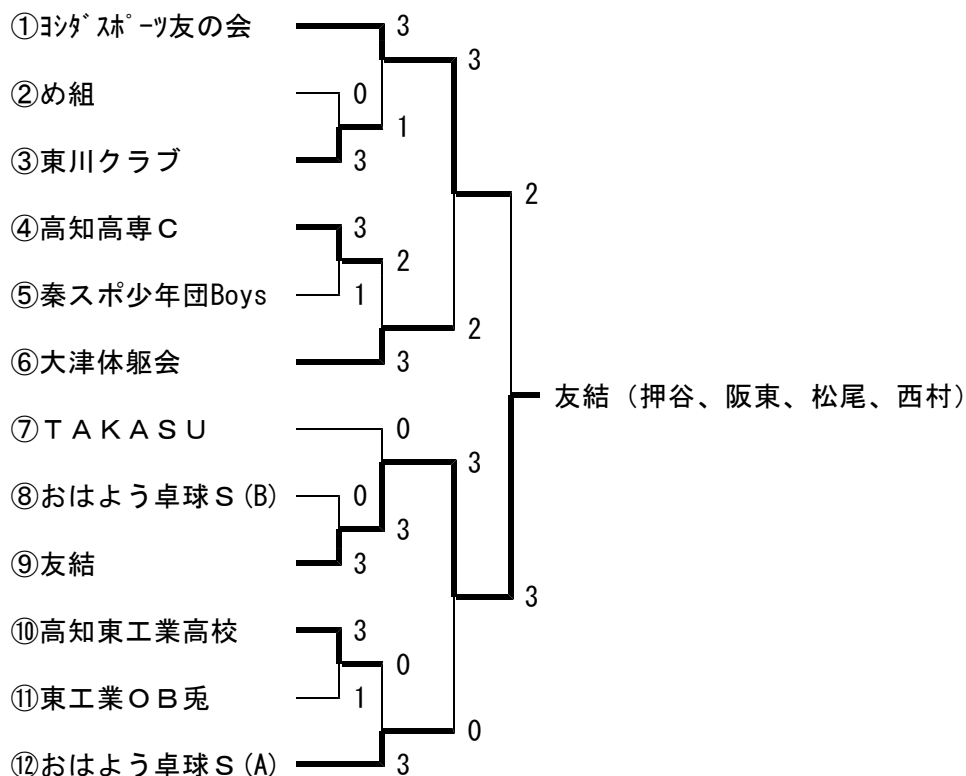 ①ﾖｼﾀﾞｽﾎﾟｰﾂ友の会 3
3
②め組 0
1
③東川クラブ 3
2
④高知高専Ｃ 3
2
⑤秦スポ少年団Boys 1
2
⑥大津体躯会 3
友結（押谷、阪東、松尾、西村）
⑦ＴＡＫＡＳＵ 0
3
⑧おはよう卓球Ｓ(B) 0
3
⑨友結 3
3
⑩高知東工業高校 3
0
⑪東工業ＯＢ兎 1
0
⑫おはよう卓球Ｓ(A) 3